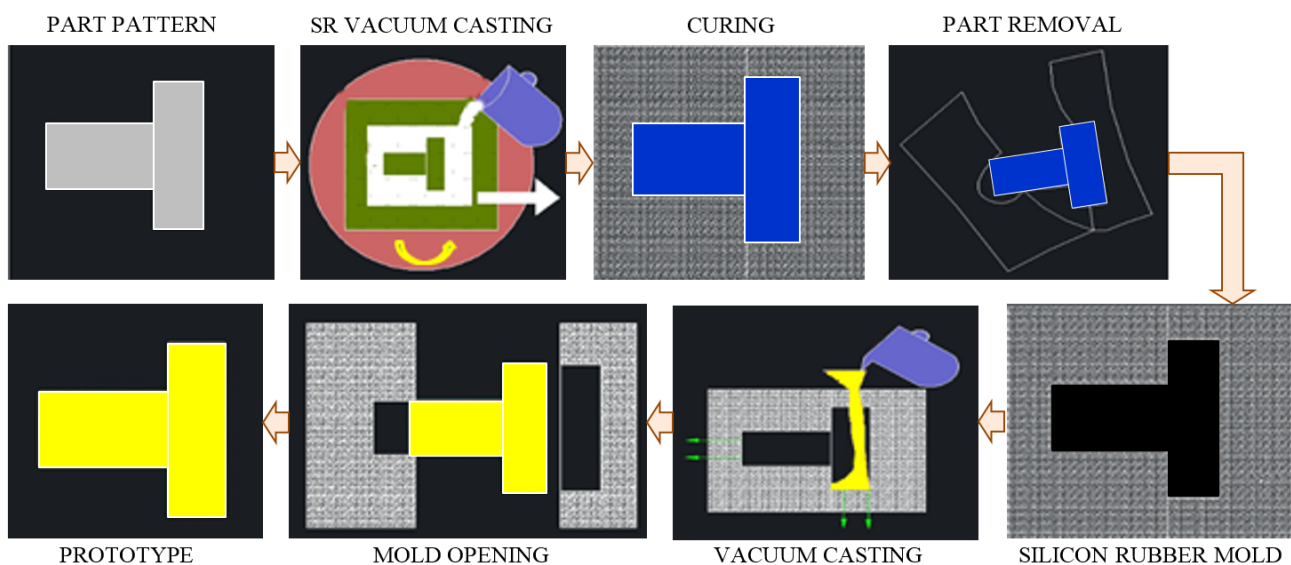 PART PATTERN
SR VACUUM CASTING
CURING
PART REMOVAL
PROTOTYPE
MOLD OPENING
VACUUM CASTING
SILICON RUBBER MOLD